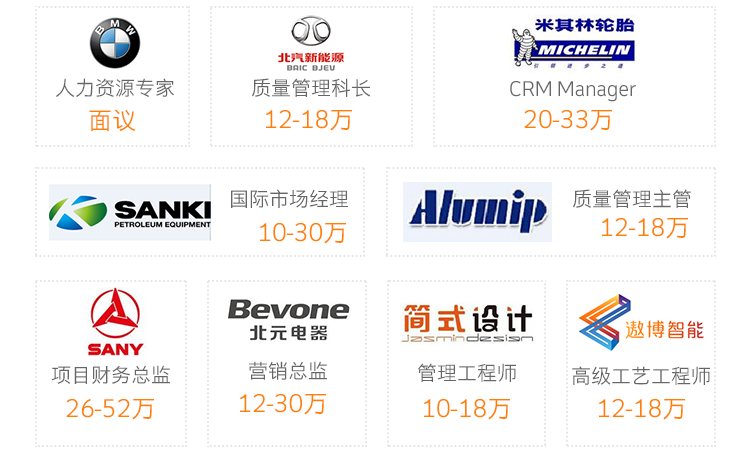 BMW
人力资源专家
面议
北汽新能源
BAIC BJEV
质量管理科长
12-18万
米其林轮胎
MICHELIN
引领进步之道
CRM Manager
20-33万
SANKI
PETROLEUM EQUIPMENT
国际市场经理
10-30万
Alumip
质量管理主管
12-18万
SANY
项目财务总监
26-52万
Bevone
北元电器
营销总监
12-30万
简式设计
Jasmindesign
管理工程师
10-18万
遨博智能
高级工艺工程师
12-18万